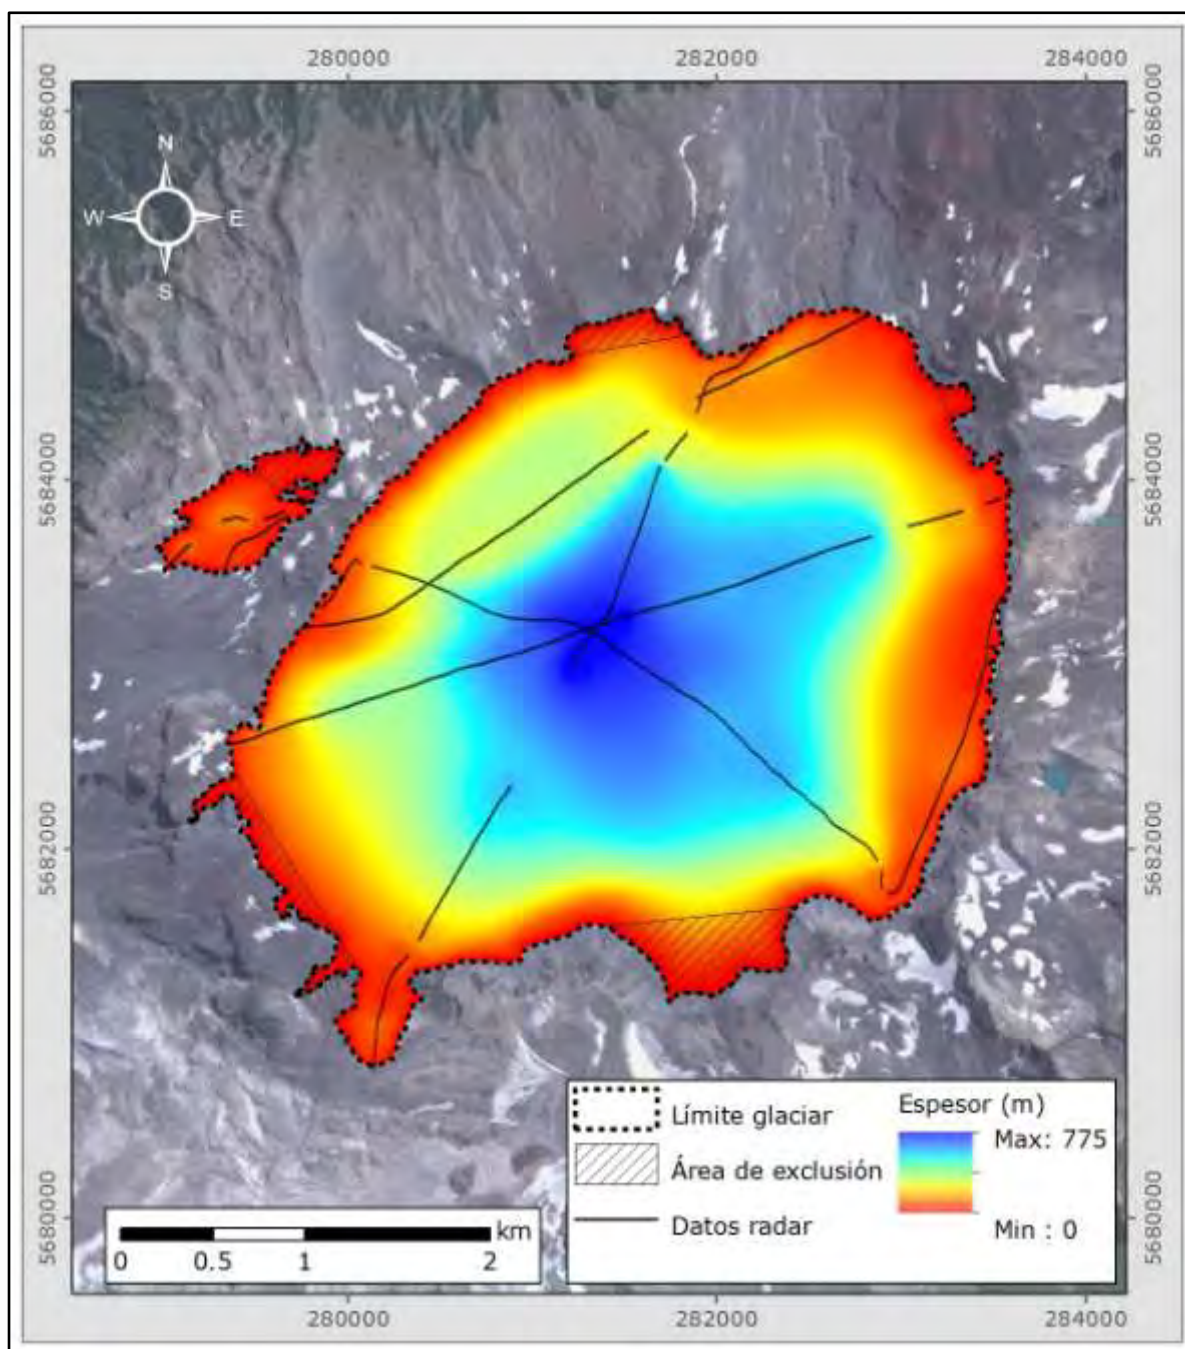 280000 282000 284000
5686000 5686000
N
W E
S
5684000 5684000
5682000 5682000
Límite glaciar
Área de exclusión
Datos radar
Espesor (m)
Max: 775
Min : 0
5680000 5680000
km
0 0.5 1 2
280000 282000 284000